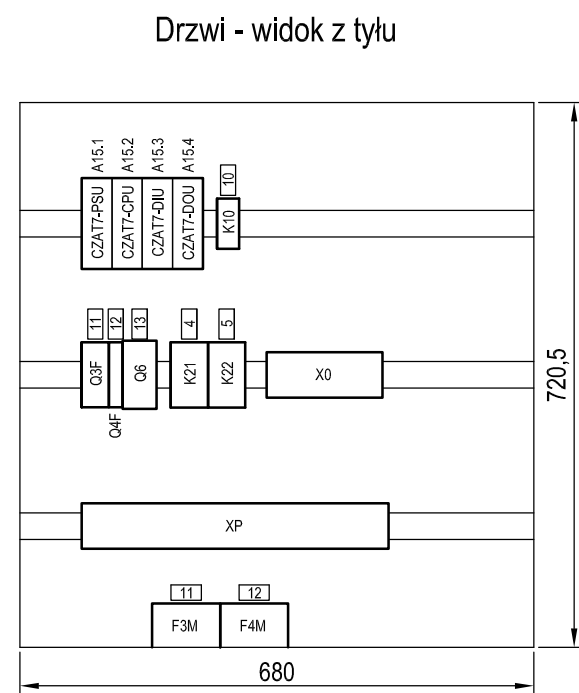 Drzwi - widok z tyłu
A15.1
A15.2
A15.3
A15.4
10
CZAT7-PSU
CZAT7-CPU
CZAT7-DIU
CZAT7-DOU
K10
11
12
13
4
5
Q3F
Q4F
Q6
K21
K22
X0
720,5
XP
11
12
F3M
F4M
680